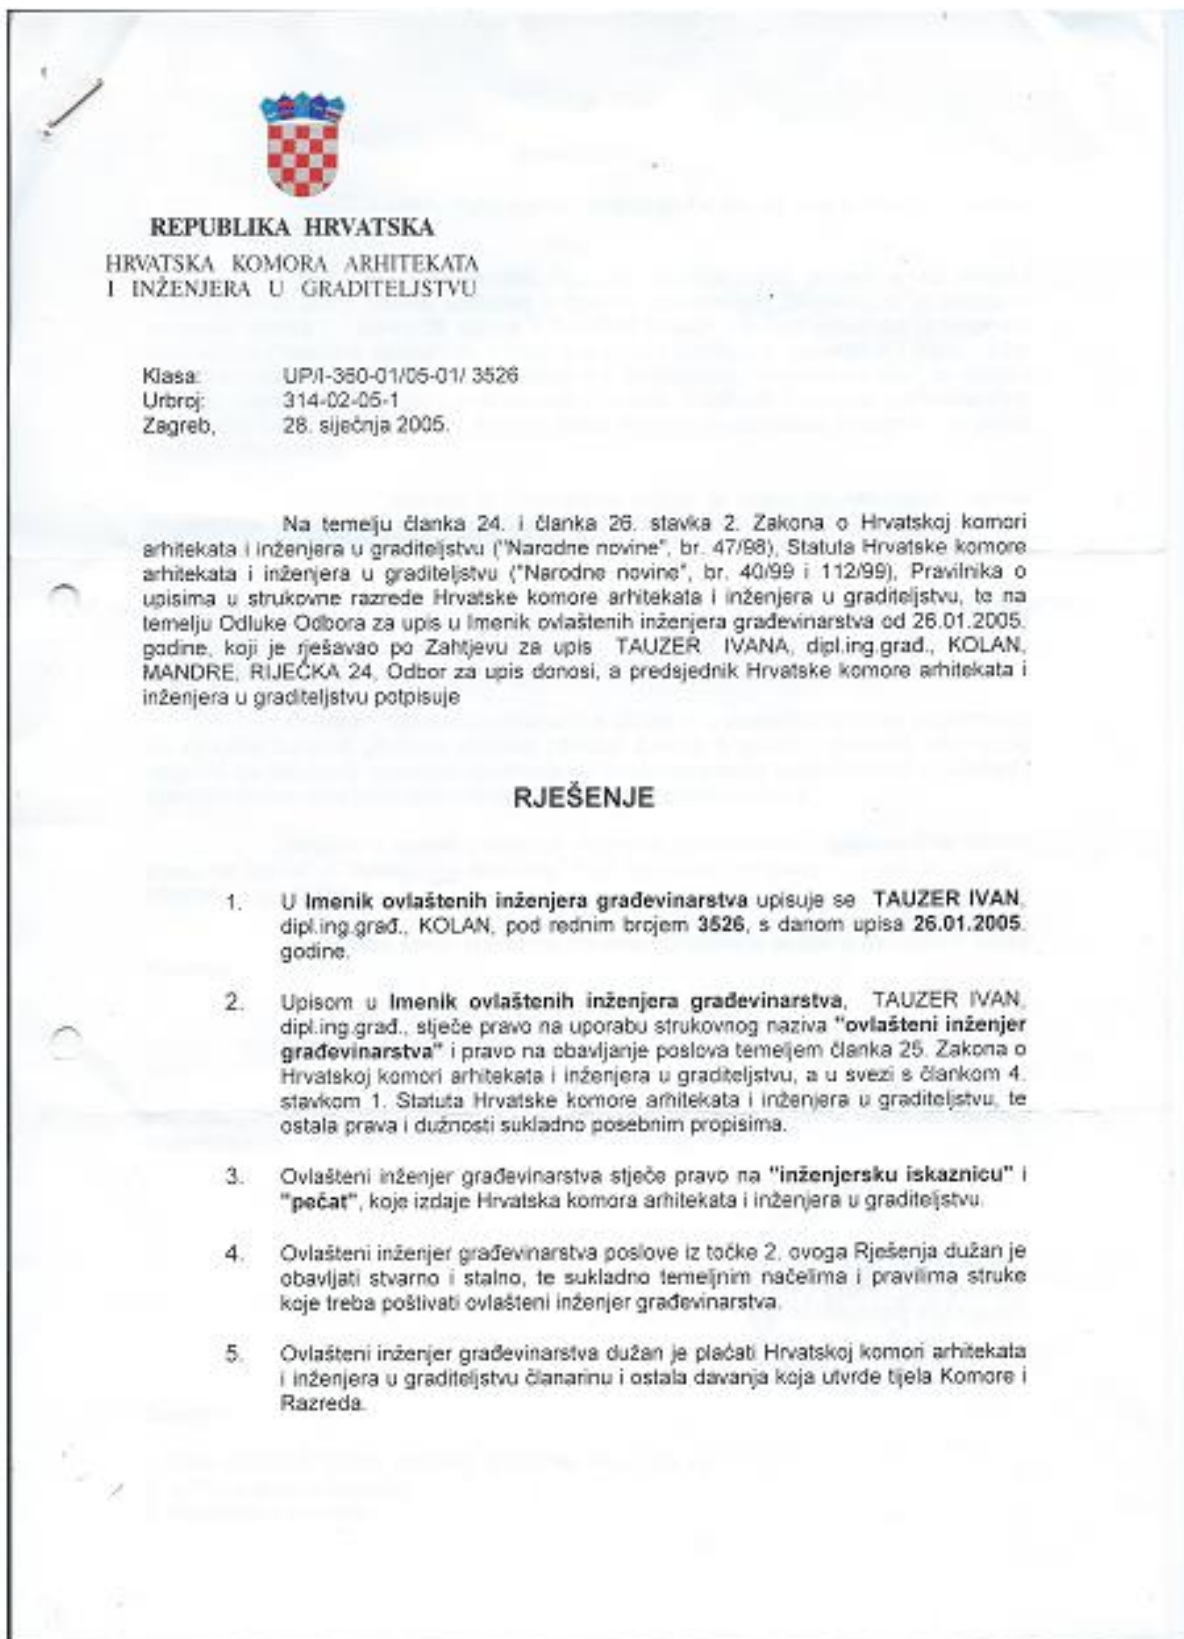 REPUBLIKA HRVATSKA
HRVATSKA KOMORA ARHITEKATA
I INŽENJERA U GRADITELJSTVU
Klasa: UP/I-360-01/05-01/ 3526
Urbroj: 314-02-05-1
Zagreb, 28. siječnja 2005.
Na temelju članka 24. i članka 26. stavka 2. Zakona o Hrvatskoj komori
arhitekata i inženjera u graditeljstvu ("Narodne novine", br. 47/98), Statuta Hrvatske komore
arhitekata i inženjera u graditeljstvu ("Narodne novine", br. 40/99 i 112/99), Pravilnika o
upisima u strukovne razrede Hrvatske komore arhitekata i inženjera u graditeljstvu, te na
temelju Odluke Odbora za upis u Imenik ovlaštenih inženjera građevinarstva od 26.01.2005.
godine, koji je rješavao po Zahtjevu za upis TAUZER IVANA, dipl.ing.građ., KOLAN,
MANDRE, RIJEČKA 24, Odbor za upis donosi, a predsjednik Hrvatske komore arhitekata i
inženjera u graditeljstvu potpisuje
RJEŠENJE
1. U Imenik ovlaštenih inženjera građevinarstva upisuje se TAUZER IVAN,
dipl.ing.građ., KOLAN, pod rednim brojem 3526, s danom upisa 26.01.2005.
godine.
2. Upisom u Imenik ovlaštenih inženjera građevinarstva, TAUZER IVAN,
dipl.ing.građ., stječe pravo na uporabu strukovnog naziva "ovlašteni inženjer
građevinarstva" i pravo na obavljanje poslova temeljem članka 25. Zakona o
Hrvatskoj komori arhitekata i inženjera u graditeljstvu, a u svezi s člankom 4.
stavkom 1. Statuta Hrvatske komore arhitekata i inženjera u graditeljstvu, te
ostala prava i dužnosti sukladno posebnim propisima.
3. Ovlašteni inženjer građevinarstva stječe pravo na "inženjersku iskaznicu" i
"pečat", koje izdaje Hrvatska komora arhitekata i inženjera u graditeljstvu.
4. Ovlašteni inženjer građevinarstva poslove iz točke 2. ovoga Rješenja dužan je
obavljati stvarno i stalno, te sukladno temeljnim načelima i pravilima struke
koje treba poštivati ovlašteni inženjer građevinarstva.
5. Ovlašteni inženjer građevinarstva dužan je plaćati Hrvatskoj komori arhitekata
i inženjera u graditeljstvu članarinu i ostala davanja koja utvrde tijela Komore i
Razreda.